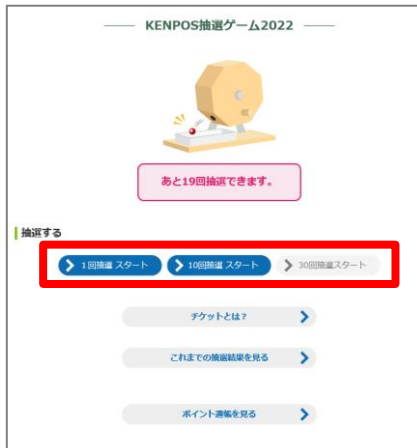 KENPOS抽選ゲーム2022
あと19回抽選できます。
抽選する
1回抽選 スタート 10回抽選 スタート 30回抽選スタート
チケットとは？
これまでの抽選結果を見る
ポイント通帳を見る